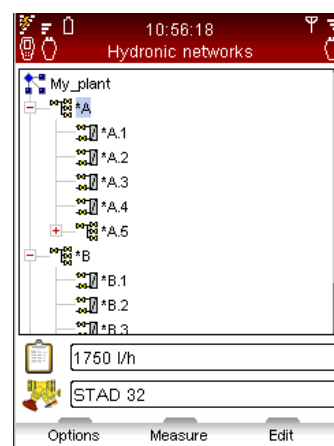 10:56:18
Hydronic networks
My_plant
*A
*A.1
*A.2
*A.3
*A.4
*A.5
*B
*B.1
*B.2
*B.3
1750 l/h
STAD 32
Options Measure Edit